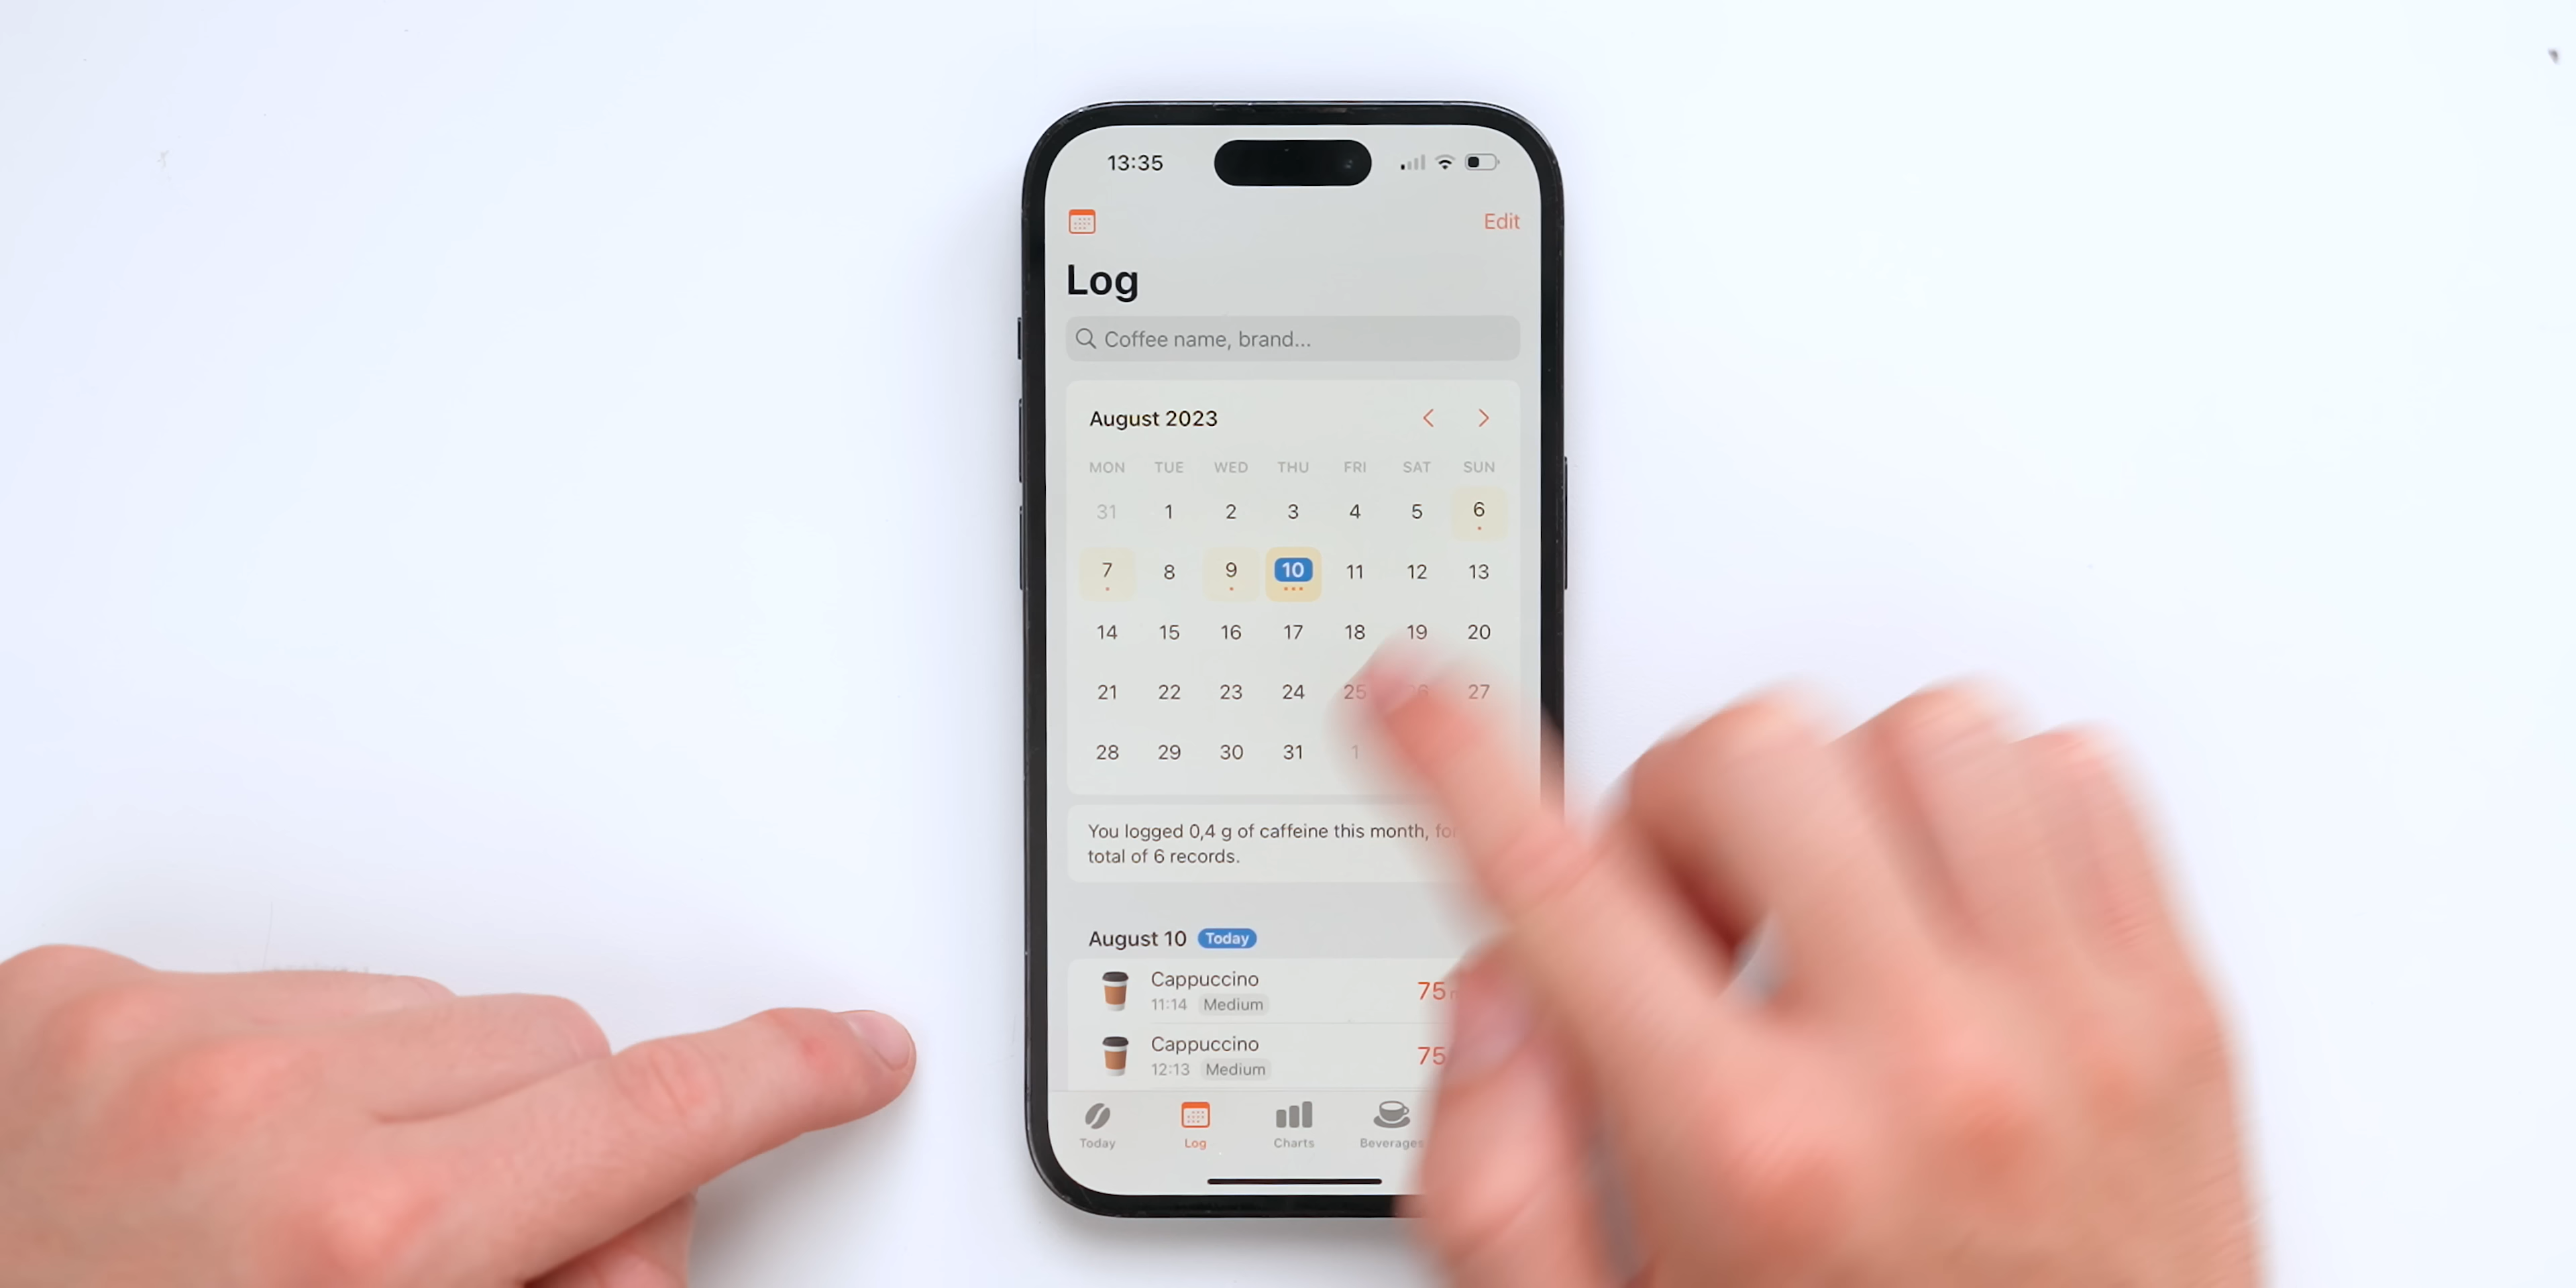 13:35
Edit
Log
Coffee name, brand...
August 2023
MON TUE WED THU FRI SAT SUN
31 1 2 3 4 5 6
7 8 9 10 11 12 13
14 15 16 17 18 19 20
21 22 23 24 25 26 27
28 29 30 31 1
You logged 0,4 g of caffeine this month,
total of 6 records.
August 10 Today
Cappuccino
11:14 Medium 75
Cappuccino
12:13 Medium 75
Today Log Charts Beverages